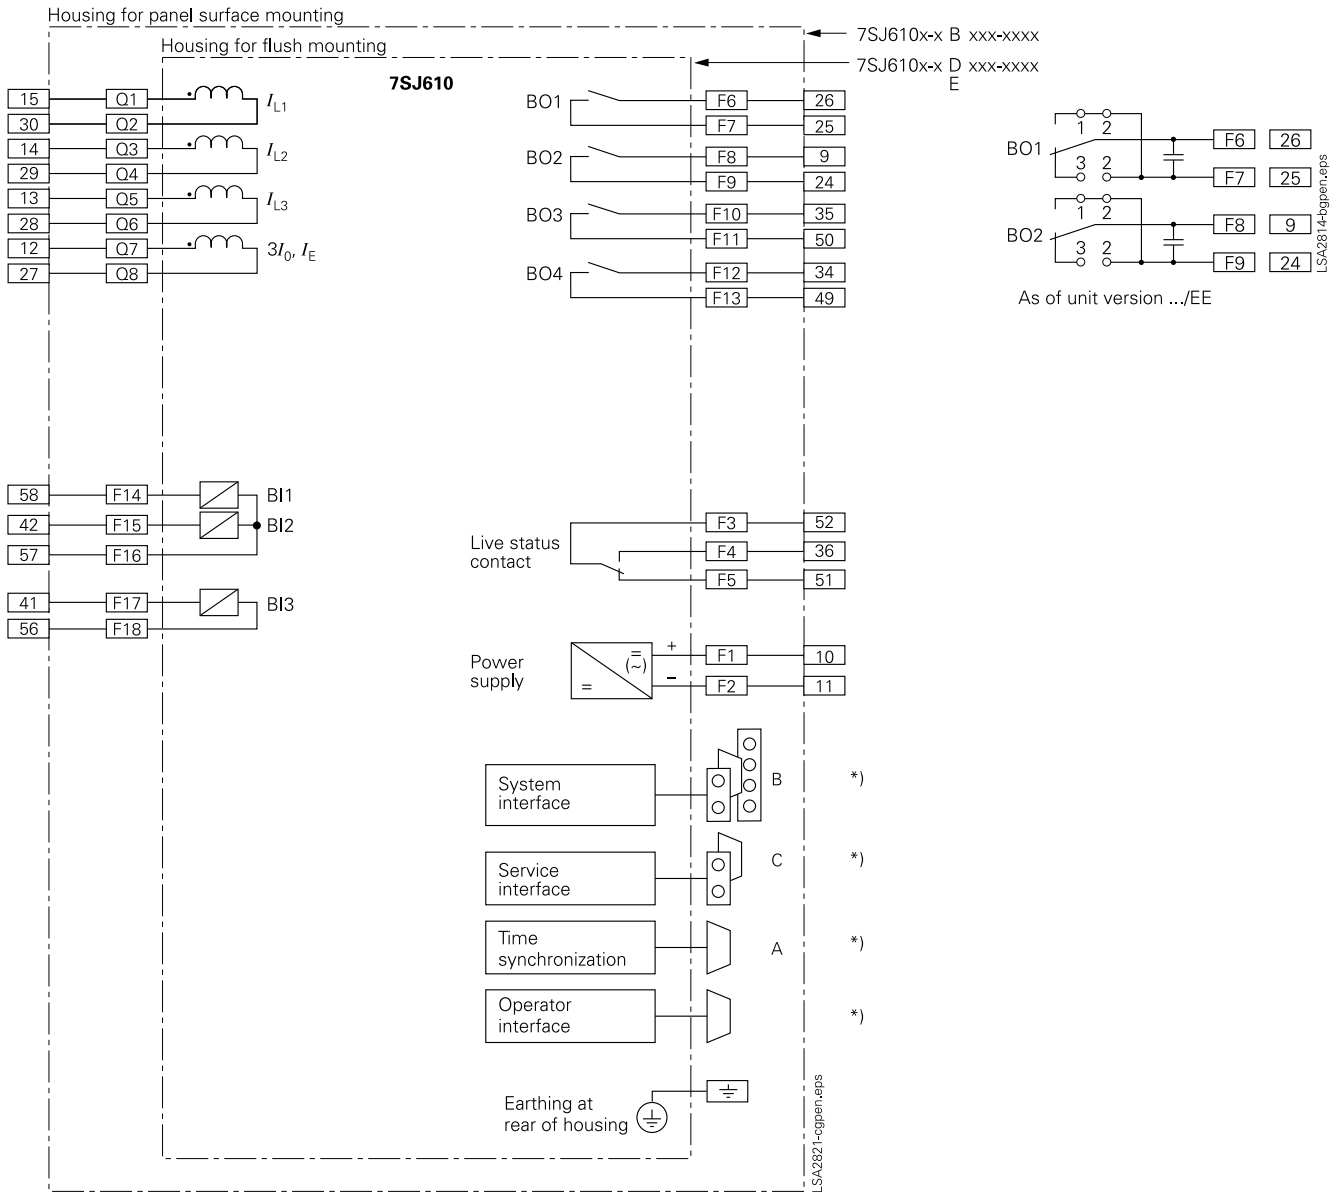 Housing for panel surface mounting
7SJ610x-x B xxx-xxxx
Housing for flush mounting
7SJ610x-x D xxx-xxxx
E
7SJ610
15 Q1 IL1
30 Q2
14 Q3 IL2
29 Q4
13 Q5 IL3
28 Q6
12 Q7 3I0, IE
27 Q8
BO1 F6 26
F7 25
BO2 F8 9
F9 24
BO3 F10 35
F11 50
BO4 F12 34
F13 49
1 2
BO1 F6 26
3 2
F7 25
1 2
BO2 F8 9
3 2
F9 24
As of unit version .../EE
LSA2814-bgpen.eps
58 F14 BI1
42 F15 BI2
57 F16
41 F17 BI3
56 F18
Live status
contact
F3 52
F4 36
F5 51
Power
supply
= (~)
=
+ F1 10
– F2 11
System
interface
B *)
Service
interface
C *)
Time
synchronization
A *)
Operator
interface
*)
Earthing at
rear of housing
LSA2821-cgpen.eps